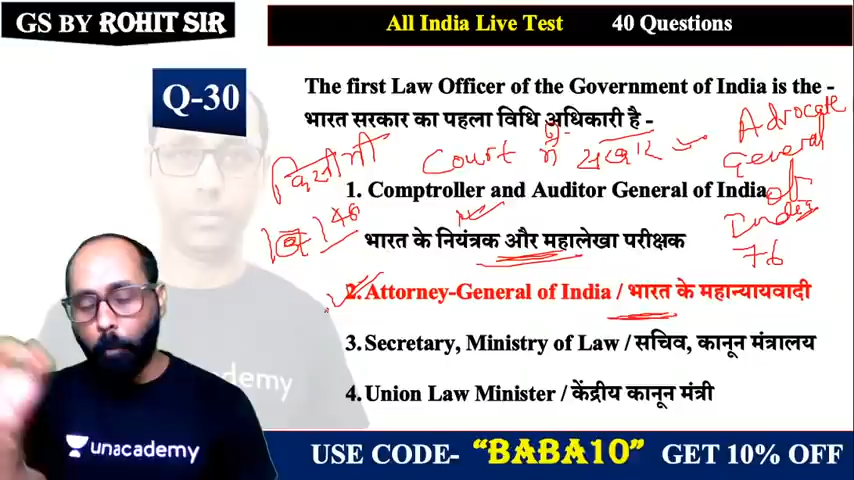 GS BY ROHIT SIR
All India Live Test 40 Questions
Q-30
The first Law Officer of the Government of India is the -
भारत सरकार का पहला विधि अधिकारी है -
Advocate
General
of
76
किसी भी Court में सरकार
148
1. Comptroller and Auditor General of India
भारत के नियंत्रक और महालेखा परीक्षक
2. Attorney-General of India / भारत के महान्यायवादी
3. Secretary, Ministry of Law / सचिव, कानून मंत्रालय
4. Union Law Minister / केंद्रीय कानून मंत्री
demy
unacademy
USE CODE- “BABA10” GET 10% OFF